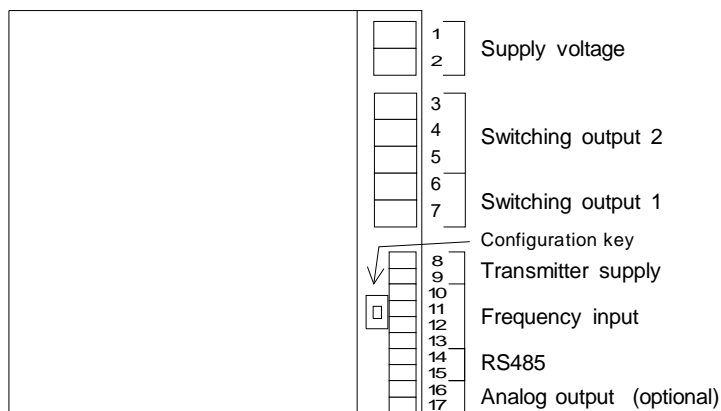 1
2
Supply voltage
3
4
5
Switching output 2
6
7
Switching output 1
Configuration key
8
9
Transmitter supply
10
11
12
13
Frequency input
14
15
RS485
16
17
Analog output (optional)